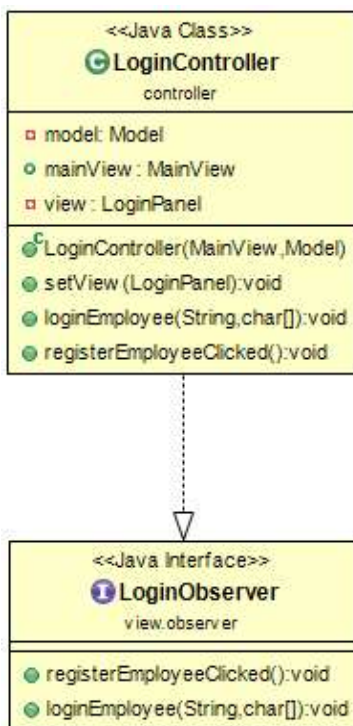 <<Java Class>>
LoginController
controller
model: Model
mainView : MainView
view : LoginPanel
LoginController(MainView,Model)
setView (LoginPanel):void
loginEmployee(String,char[]):void
registerEmployeeClicked():void
<<Java Interface>>
LoginObserver
view.observer
registerEmployeeClicked():void
loginEmployee(String,char[]):void